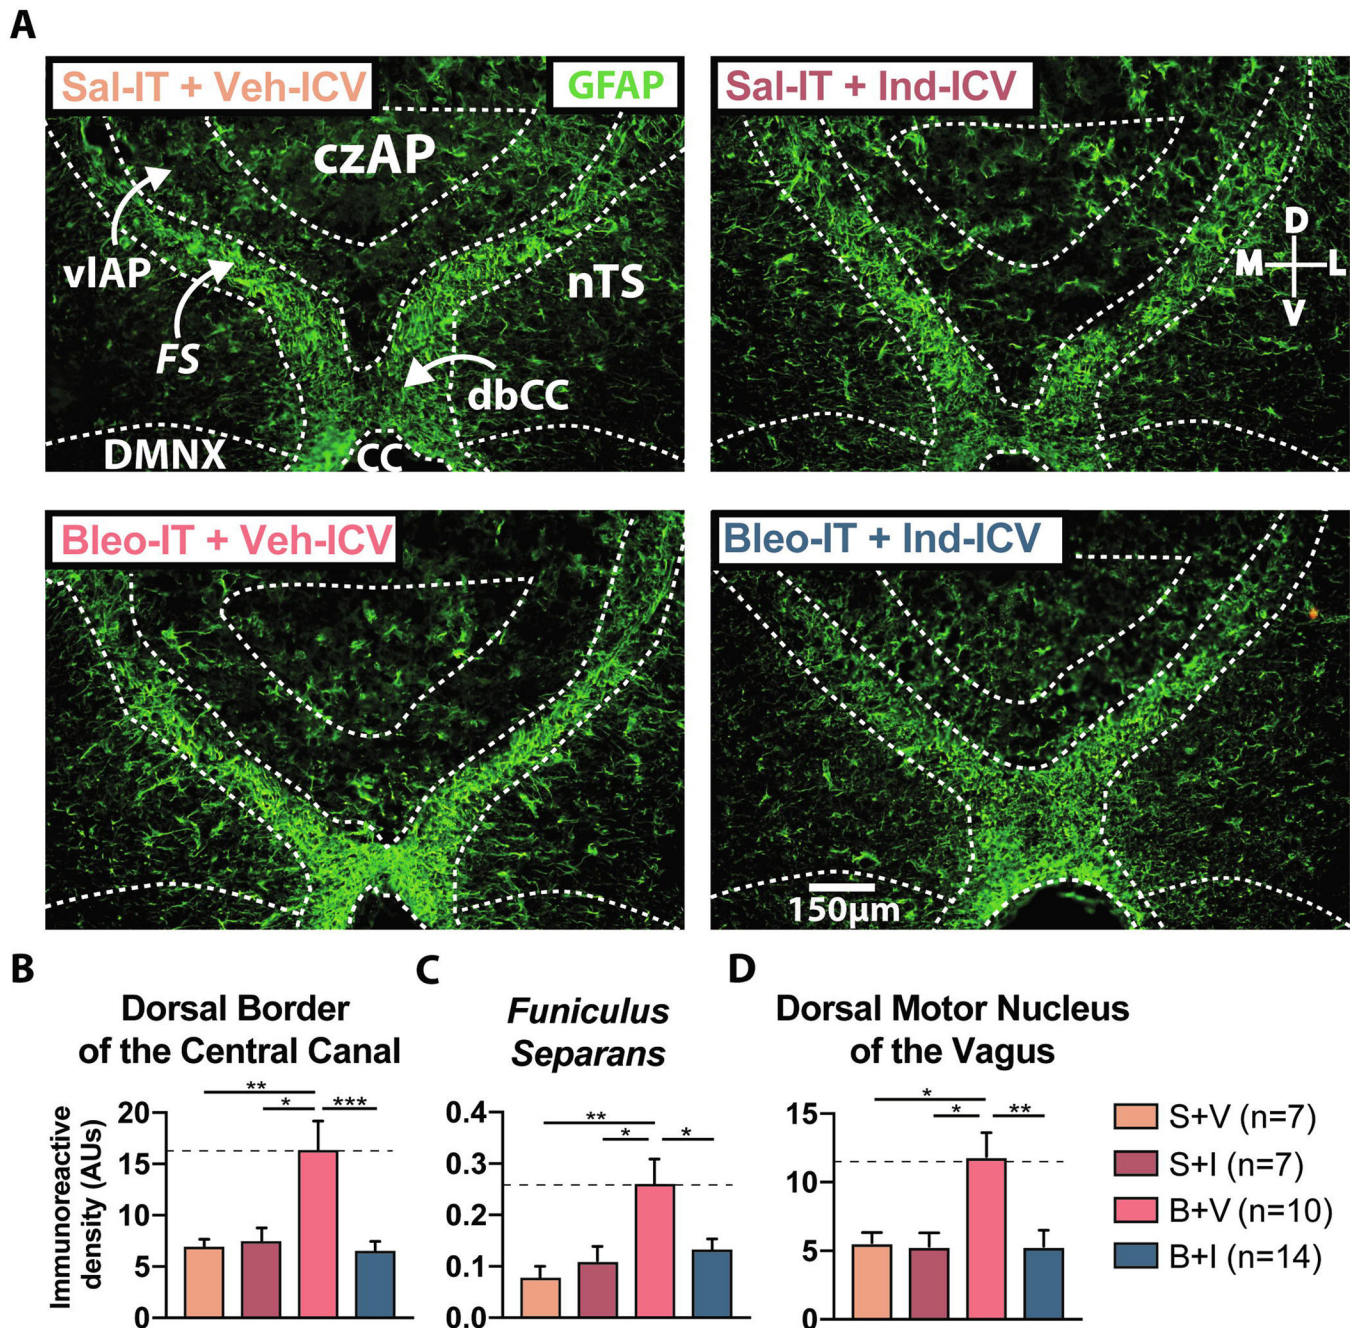 A
Sal-IT + Veh-ICV
GFAP
czAP
vlAP
FS
nTS
dbCC
DMNX
CC
Sal-IT + Ind-ICV
D
M
L
V
Bleo-IT + Veh-ICV
Bleo-IT + Ind-ICV
150µm
B
Dorsal Border
of the Central Canal
Immunoreactive
density (AUs)
20
15
10
5
0
**
*
***
C
Funiculus
Separans
0.4
0.3
0.2
0.1
0.0
**
*
*
D
Dorsal Motor Nucleus
of the Vagus
15
10
5
0
*
*
**
S+V (n=7)
S+I (n=7)
B+V (n=10)
B+I (n=14)